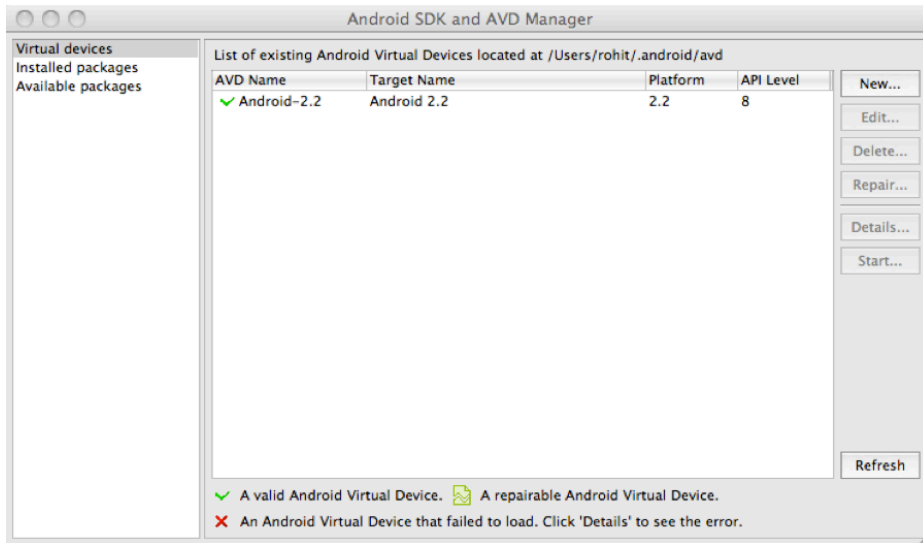 Android SDK and AVD Manager
Virtual devices
Installed packages
Available packages
List of existing Android Virtual Devices located at /Users/rohit/.android/avd
AVD Name Target Name Platform API Level
Android-2.2 Android 2.2 2.2 8
New...
Edit...
Delete...
Repair...
Details...
Start...
Refresh
A valid Android Virtual Device. A repairable Android Virtual Device.
An Android Virtual Device that failed to load. Click 'Details' to see the error.